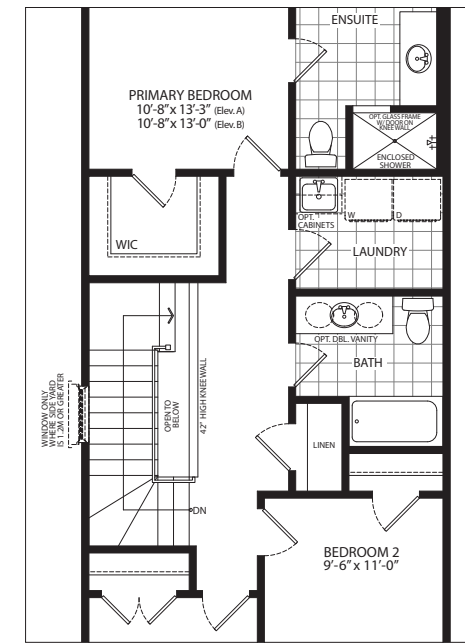 ENSUITE
PRIMARY BEDROOM
10'-8" x 13'-3" (Elev. A)
10'-8" x 13'-0" (Elev. B)
OPT. GLASS FRAME
W/ DOOR ON
KNEE WALL
ENCLOSED
SHOWER
WIC
OPT.
CABINETS
W
D
LAUNDRY
OPT. DBL. VANITY
BATH
WINDOW ONLY
WHERE SIDE YARD
IS 1.2M OR GREATER
OPEN TO
BELOW
42" HIGH KNEE WALL
LINEN
DN
BEDROOM 2
9'-6" x 11'-0"